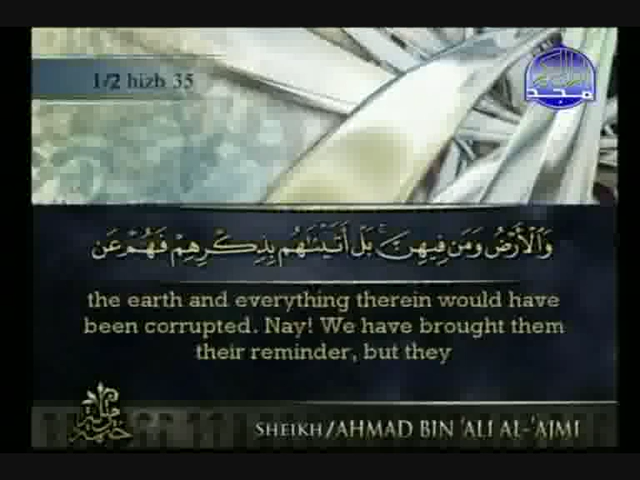 1/2 hizb 35
مجد
وَالْأَرْضُ وَمَن فِيهِنَّ ۚ بَلْ أَتَيْنَاهُم بِذِكْرِهِمْ فَهُمْ عَن
the earth and everything therein would have
been corrupted. Nay! We have brought them
their reminder, but they
SHEIKH/AHMAD BIN 'ALI AL-'AJMI